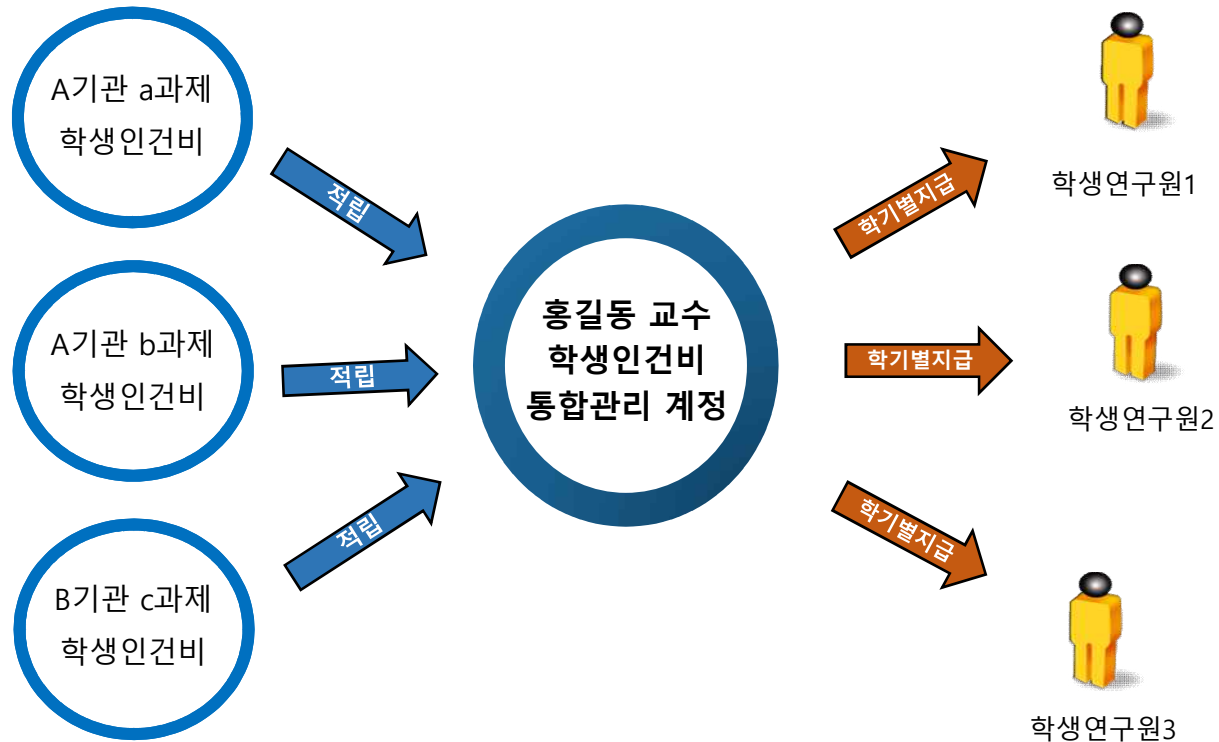 A기관 a과제
학생인건비
적립
A기관 b과제
학생인건비
적립
B기관 c과제
학생인건비
적립
홍길동 교수
학생인건비
통합관리 계정
학기별지급
학생연구원1
학기별지급
학생연구원2
학기별지급
학생연구원3